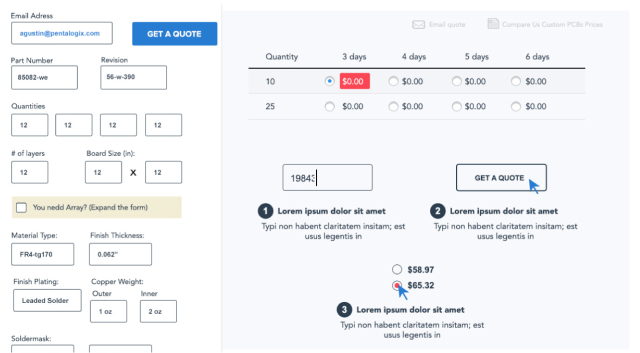 Email Adress
agustin@pentalogix.com
GET A QUOTE
Part Number
Revision
85082-we
56-w-390
Quantities
12
12
12
12
# of layers
Board Size (in):
12
12
X
12
You nedd Array? (Expand the form)
Material Type:
Finish Thickness:
FR4-tg170
0.062"
Finish Plating:
Copper Weight:
Outer
Inner
Leaded Solder
1 oz
2 oz
Soldermask:
Email quote
Compare Us Custom PCBs Prices
Quantity 3 days 4 days 5 days 6 days
10 $0.00 $0.00 $0.00 $0.00
25 $0.00 $0.00 $0.00 $0.00
19843
GET A QUOTE
1 Lorem ipsum dolor sit amet
Typi non habent claritatem insitam; est
usus legentis in
2 Lorem ipsum dolor sit amet
Typi non habent claritatem insitam; est
usus legentis in
$58.97
$65.32
3 Lorem ipsum dolor sit amet
Typi non habent claritatem insitam; est
usus legentis in